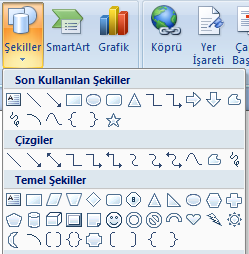 Şekiller SmartArt Grafik Köprü Yer İşareti
Son Kullanılan Şekiller
Çizgiler
Temel Şekiller